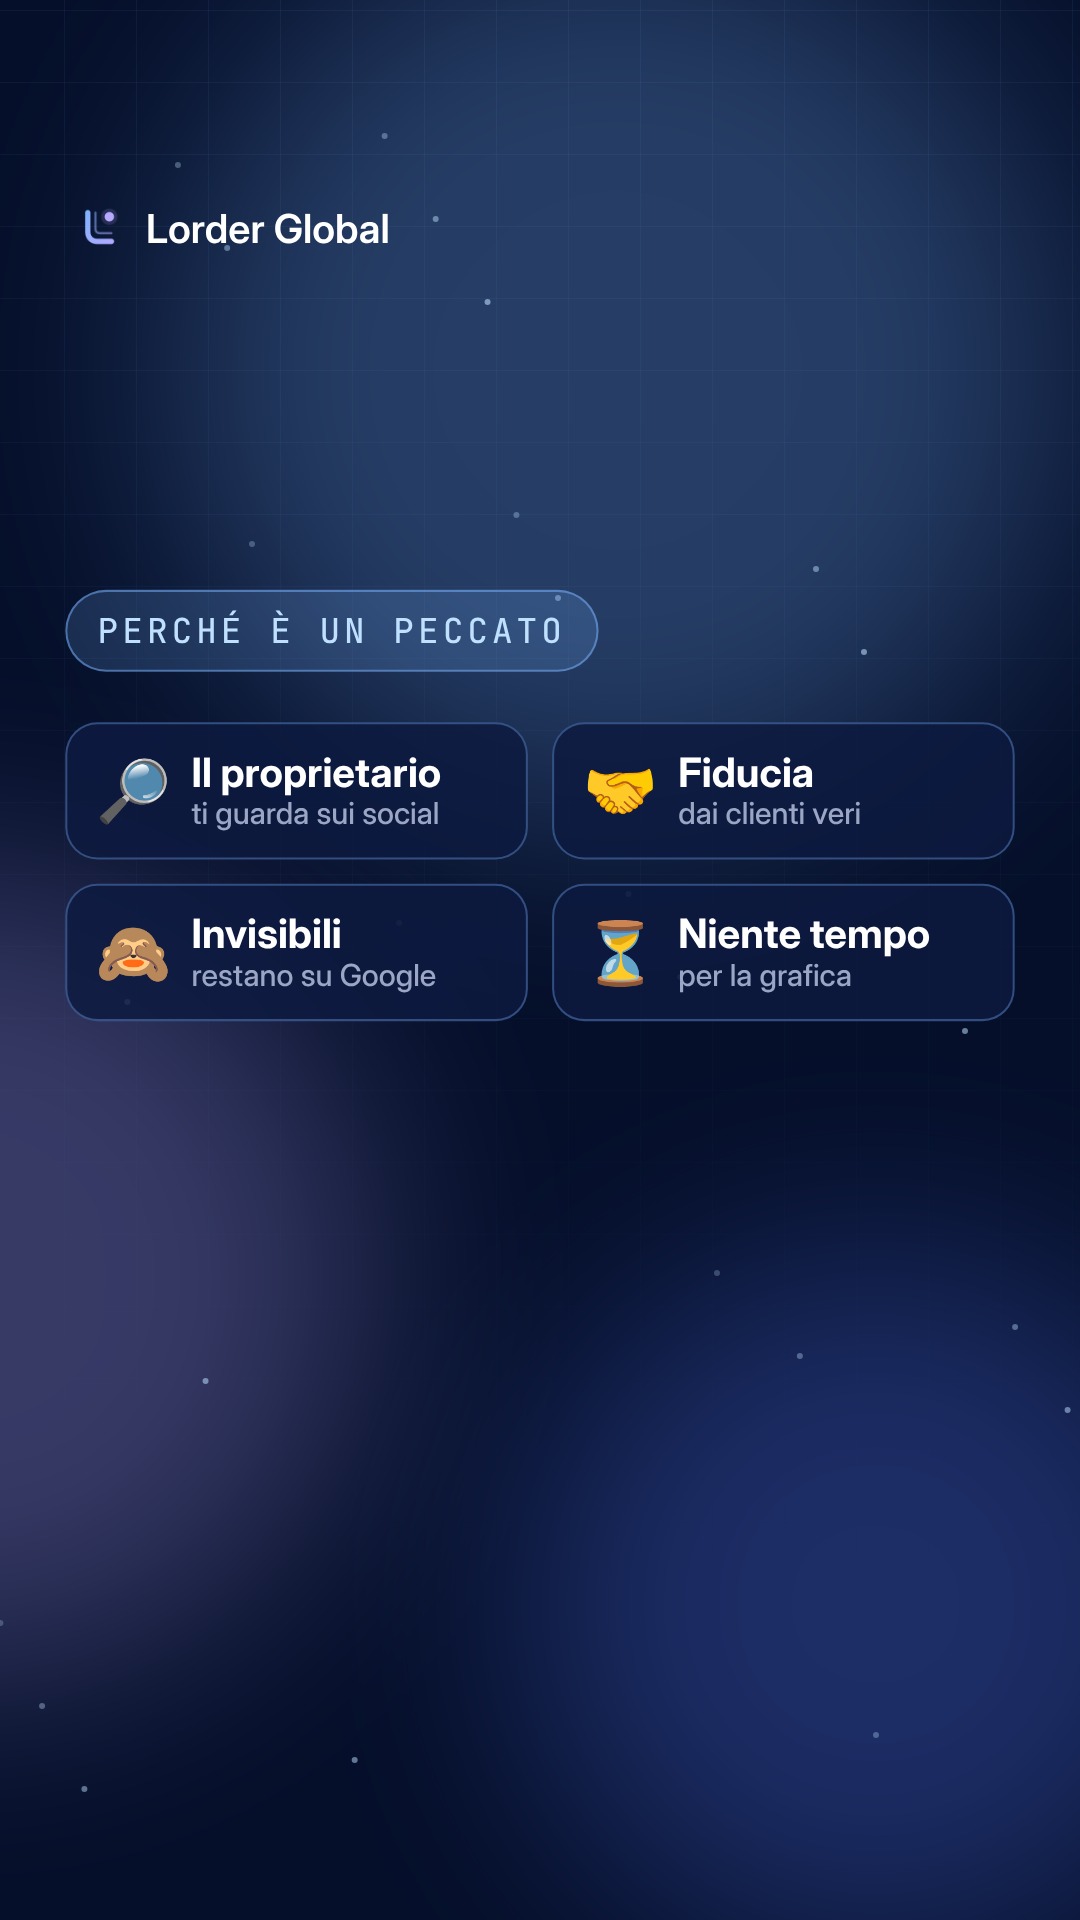 Lorder Global
PERCHÉ È UN PECCATO
Il proprietario
ti guarda sui social
Fiducia
dai clienti veri
Invisibili
restano su Google
Niente tempo
per la grafica